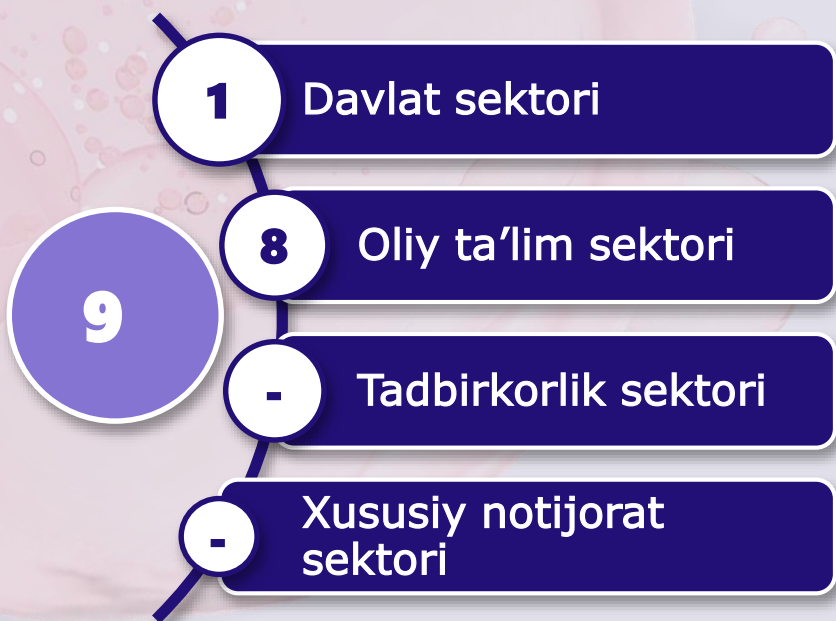 1
Davlat sektori
8
Oliy ta’lim sektori
9
-
Tadbirkorlik sektori
-
Xususiy notijorat
sektori